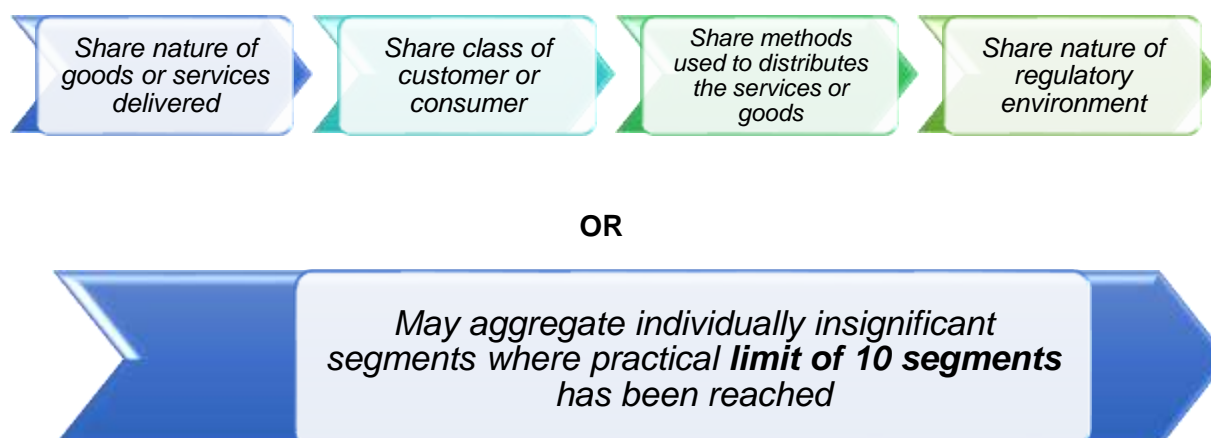 Share nature of
goods or services
delivered
Share class of
customer or
consumer
Share methods
used to distributes
the services or
goods
Share nature of
regulatory
environment
OR
May aggregate individually insignificant
segments where practical limit of 10 segments
has been reached